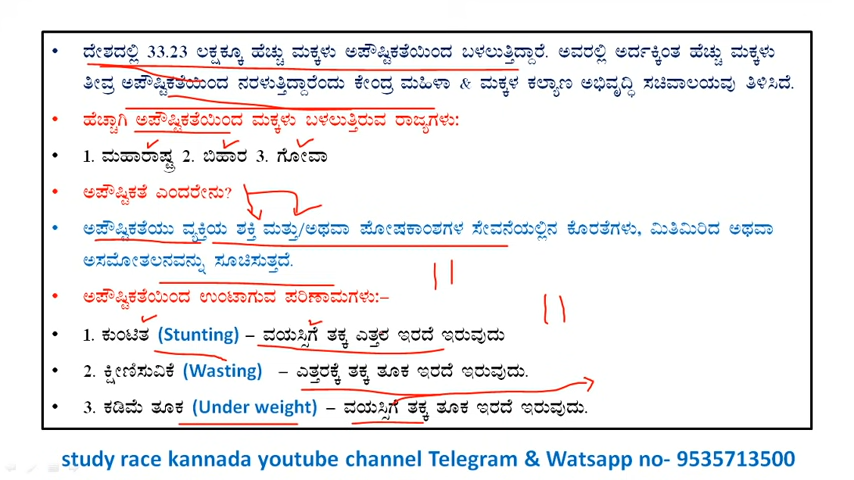 • ದೇಶದಲ್ಲಿ 33.23 ಲಕ್ಷಕ್ಕೂ ಹೆಚ್ಚು ಮಕ್ಕಳು ಅಪೌಷ್ಟಿಕತೆಯಿಂದ ಬಳಲುತ್ತಿದ್ದಾರೆ. ಅವರಲ್ಲಿ ಅರ್ದಕ್ಕಿಂತ ಹೆಚ್ಚು ಮಕ್ಕಳು
ತೀವ್ರ ಅಪೌಷ್ಟಿಕತೆಯಿಂದ ನರಳುತ್ತಿದ್ದಾರೆಂದು ಕೇಂದ್ರ ಮಹಿಳಾ & ಮಕ್ಕಳ ಕಲ್ಯಾಣ ಅಭಿವೃದ್ಧಿ ಸಚಿವಾಲಯವು ತಿಳಿಸಿದೆ.
• ಹೆಚ್ಚಾಗಿ ಅಪೌಷ್ಟಿಕತೆಯಿಂದ ಮಕ್ಕಳು ಬಳಲುತ್ತಿರುವ ರಾಜ್ಯಗಳು:
• 1. ಮಹಾರಾಷ್ಟ್ರ 2. ಬಿಹಾರ 3. ಗೋವಾ
• ಅಪೌಷ್ಟಿಕತೆ ಎಂದರೇನು?
• ಅಪೌಷ್ಟಿಕತೆಯು ವ್ಯಕ್ತಿಯ ಶಕ್ತಿ ಮತ್ತು/ಅಥವಾ ಪೋಷಕಾಂಶಗಳ ಸೇವನೆಯಲ್ಲಿನ ಕೊರತೆಗಳು, ಮಿತಿಮಿರಿದ ಅಥವಾ
ಅಸಮೋತಲನವನ್ನು ಸೂಚಿಸುತ್ತದೆ.
• ಅಪೌಷ್ಟಿಕತೆಯಿಂದ ಉಂಟಾಗುವ ಪರಿಣಾಮಗಳು:–
• 1. ಕುಂಟಿತ (Stunting) – ವಯಸ್ಸಿಗೆ ತಕ್ಕ ಎತ್ತರ ಇರದೆ ಇರುವುದು
• 2. ಕ್ಷೀಣಿಸುವಿಕೆ (Wasting) – ಎತ್ತರಕ್ಕೆ ತಕ್ಕ ತೂಕ ಇರದೆ ಇರುವುದು.
• 3. ಕಡಿಮೆ ತೂಕ (Under weight) – ವಯಸ್ಸಿಗೆ ತಕ್ಕ ತೂಕ ಇರದೆ ಇರುವುದು.
study race kannada youtube channel Telegram & Watsapp no- 9535713500